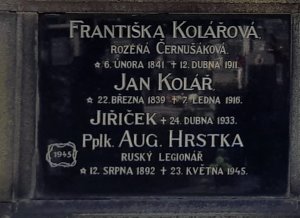 Františka Kolářová,
rozená Černušáková.
☆ 6. února 1841 ✝ 12. dubna 1911.
Jan Kolář.
☆ 22. března 1839 ✝ 7. ledna 1916.
Jiříček ✝ 24. dubna 1933.
Pplk. Aug. Hrstka
1945
ruský legionář
☆ 12. srpna 1892 ✝ 23. května 1945.